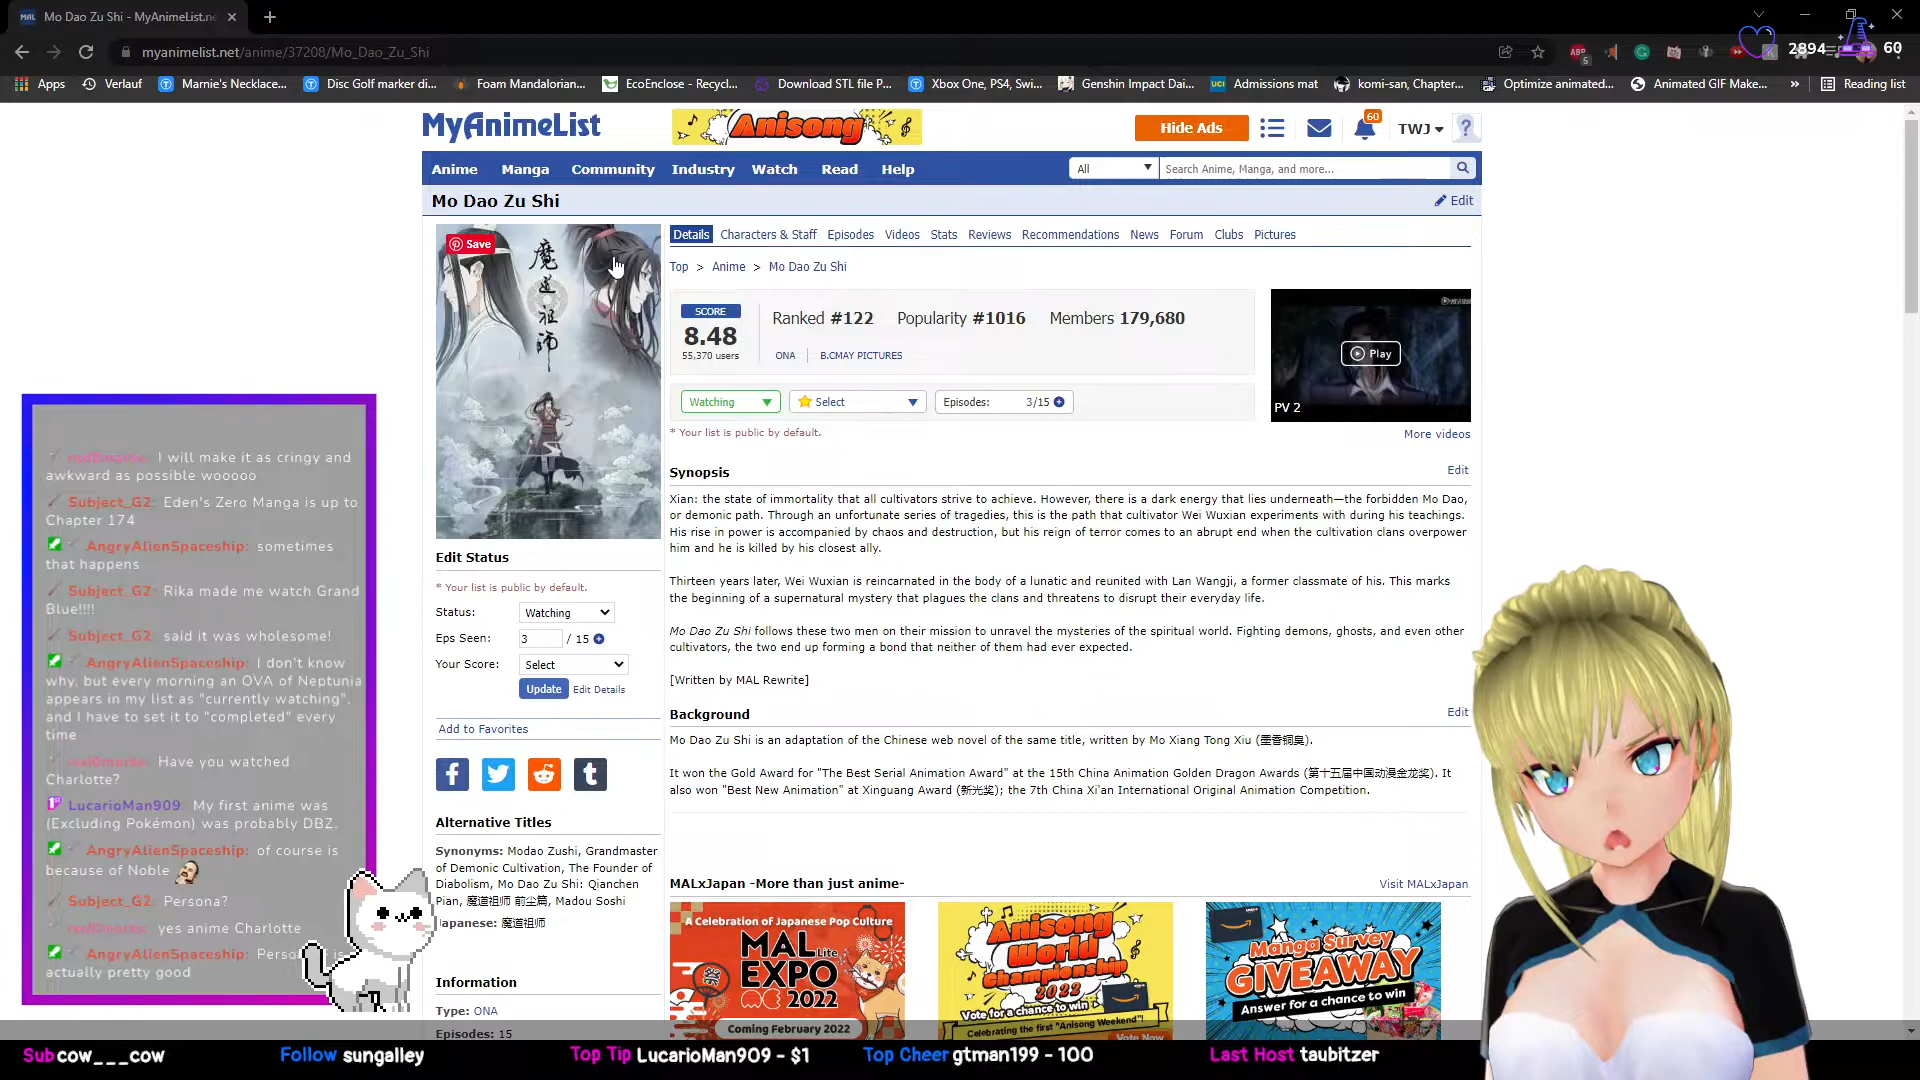 Mo Dao Zu Shi - MyAnimeList.ne
myanimelist.net/anime/37208/Mo_Dao_Zu_Shi
2894
60
Apps
Verlauf
Marnie's Necklace...
Disc Golf marker di...
Foam Mandalorian...
EcoEnclose - Recycl...
Download STL file P...
Xbox One, PS4, Swi...
Genshin Impact Dai...
Admissions mat
komi-san, Chapter...
Optimize animated...
Animated GIF Make...
Reading list
MyAnimeList
Anisong
Hide Ads
60
TWJ
Anime Manga Community Industry Watch Read Help
All
Search Anime, Manga, and more...
Mo Dao Zu Shi
Edit
Save
魔道祖师
Details Characters & Staff Episodes Videos Stats Reviews Recommendations News Forum Clubs Pictures
Top > Anime > Mo Dao Zu Shi
SCORE
8.48
55,370 users
Ranked #122 Popularity #1016 Members 179,680
ONA B.CMAY PICTURES
Play
PV 2
Watching
Select
Episodes: 3/15
* Your list is public by default.
More videos
Synopsis
Edit
Xian: the state of immortality that all cultivators strive to achieve. However, there is a dark energy that lies underneath—the forbidden Mo Dao,
or demonic path. Through an unfortunate series of tragedies, this is the path that cultivator Wei Wuxian experiments with during his teachings.
His rise in power is accompanied by chaos and destruction, but his reign of terror comes to an abrupt end when the cultivation clans overpower
him and he is killed by his closest ally.
Thirteen years later, Wei Wuxian is reincarnated in the body of a lunatic and reunited with Lan Wangji, a former classmate of his. This marks
the beginning of a supernatural mystery that plagues the clans and threatens to disrupt their everyday life.
Mo Dao Zu Shi follows these two men on their mission to unravel the mysteries of the spiritual world. Fighting demons, ghosts, and even other
cultivators, the two end up forming a bond that neither of them had ever expected.
[Written by MAL Rewrite]
Background
Edit
Mo Dao Zu Shi is an adaptation of the Chinese web novel of the same title, written by Mo Xiang Tong Xiu (墨香铜臭).
It won the Gold Award for "The Best Serial Animation Award" at the 15th China Animation Golden Dragon Awards (第十五届中国动漫金龙奖). It
also won "Best New Animation" at Xinguang Award (新光奖); the 7th China Xi'an International Original Animation Competition.
Edit Status
* Your list is public by default.
Status: Watching
Eps Seen: 3 / 15
Your Score: Select
Update Edit Details
Add to Favorites
Alternative Titles
Synonyms: Modao Zushi, Grandmaster
of Demonic Cultivation, The Founder of
Diabolism, Mo Dao Zu Shi: Qianchen
Pian, 魔道祖师 前尘篇, Madou Soshi
Japanese: 魔道祖师
Information
Type: ONA
Episodes: 15
MALxJapan -More than just anime-
Visit MALxJapan
A Celebration of Japanese Pop Culture
MAL Lite
EXPO
2022
Coming February 2022
Anisong
World
Championship
2022
Vote for a chance to win
Celebrating the first "Anisong Weekend"!
Vote Now
Manga Survey
GIVEAWAY
Answer for a chance to win
I will make it as cringy and
awkward as possible wooooo
Subject_G2: Eden's Zero Manga is up to
Chapter 174
AngryAlienSpaceship: sometimes
that happens
Subject_G2: Rika made me watch Grand
Blue!!!!
Subject_G2: said it was wholesome!
AngryAlienSpaceship: I don't know
why, but every morning an OVA of Neptunia
appears in my list as "currently watching",
and I have to set it to "completed" every
time
Have you watched
Charlotte?
LucarioMan909: My first anime was
(Excluding Pokémon) was probably DBZ.
AngryAlienSpaceship: of course is
because of Noble
Subject_G2: Persona?
yes anime Charlotte
AngryAlienSpaceship: Perso
actually pretty good
Sub cow___cow
Follow sungalley
Top Tip LucarioMan909 - $1
Top Cheer gtman199 - 100
Last Host taubitzer